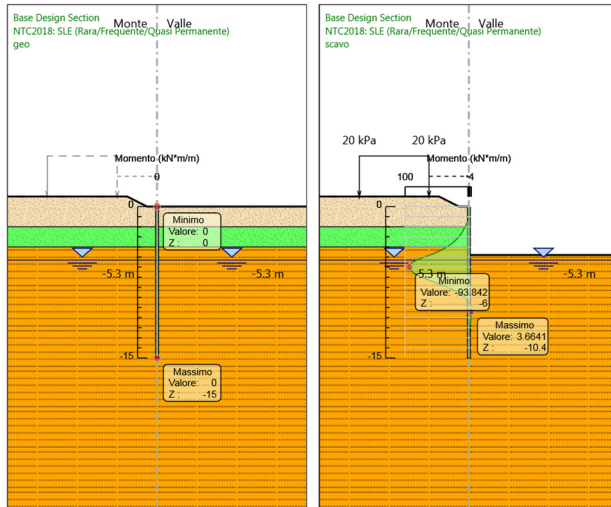 Base Design Section
Monte Valle
NTC2018: SLE (Rara/Frequente/Quasi Permanente)
geo
Momento (kN*m/m)
0
0
Minimo
Valore: 0
Z : 0
-5.3 m
-5.3 m
-15
Massimo
Valore: 0
Z : -15
Base Design Section
Monte Valle
NTC2018: SLE (Rara/Frequente/Quasi Permanente)
scavo
20 kPa
20 kPa
Momento (kN*m/m)
100
4
0
-5.3 m
-5.3 m
Minimo
Valore: -93.842
Z : -6
Massimo
Valore: 3.6641
Z : -10.4
-15